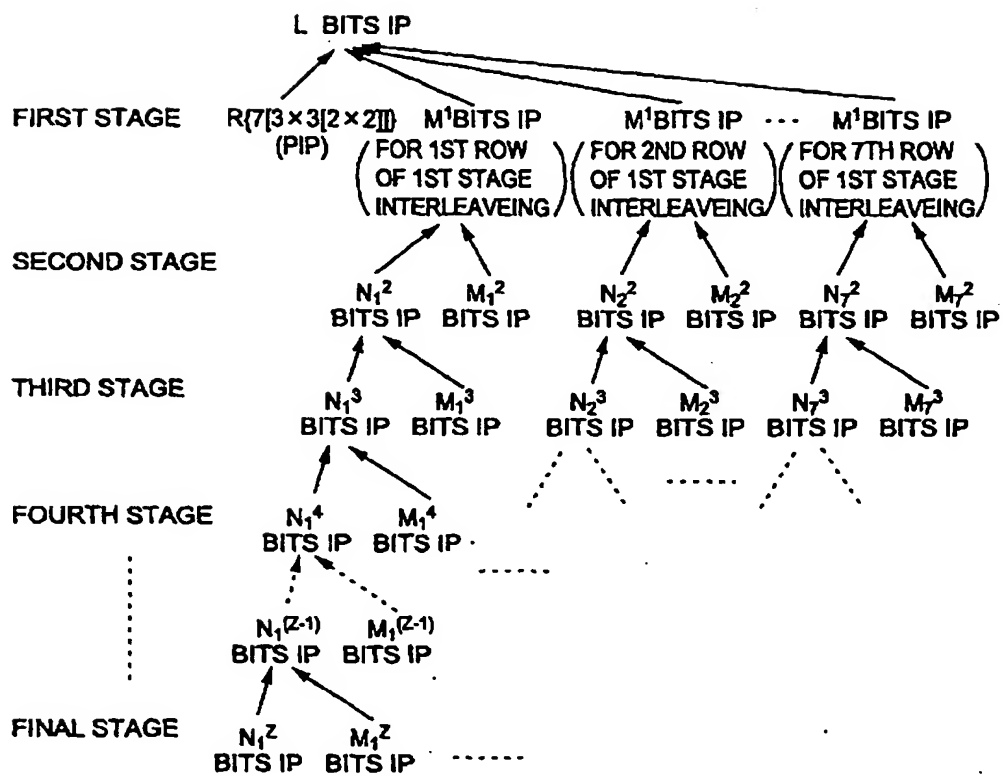 L BITS IP
FIRST STAGE R{7[3×3[2×2]]} M¹BITS IP M¹BITS IP ··· M¹BITS IP
(PIP) (FOR 1ST ROW (FOR 2ND ROW (FOR 7TH ROW
OF 1ST STAGE OF 1ST STAGE OF 1ST STAGE
INTERLEAVEING) INTERLEAVEING) INTERLEAVEING)
SECOND STAGE
N₁² M₁² N₂² M₂² N₇² M₇²
BITS IP BITS IP BITS IP BITS IP BITS IP BITS IP
THIRD STAGE
N₁³ M₁³ N₂³ M₂³ N₇³ M₇³
BITS IP BITS IP BITS IP BITS IP BITS IP BITS IP
FOURTH STAGE N₁⁴ M₁⁴
BITS IP BITS IP
N₁(Z-1) M₁(Z-1)
BITS IP BITS IP
FINAL STAGE N₁Z M₁Z
BITS IP BITS IP